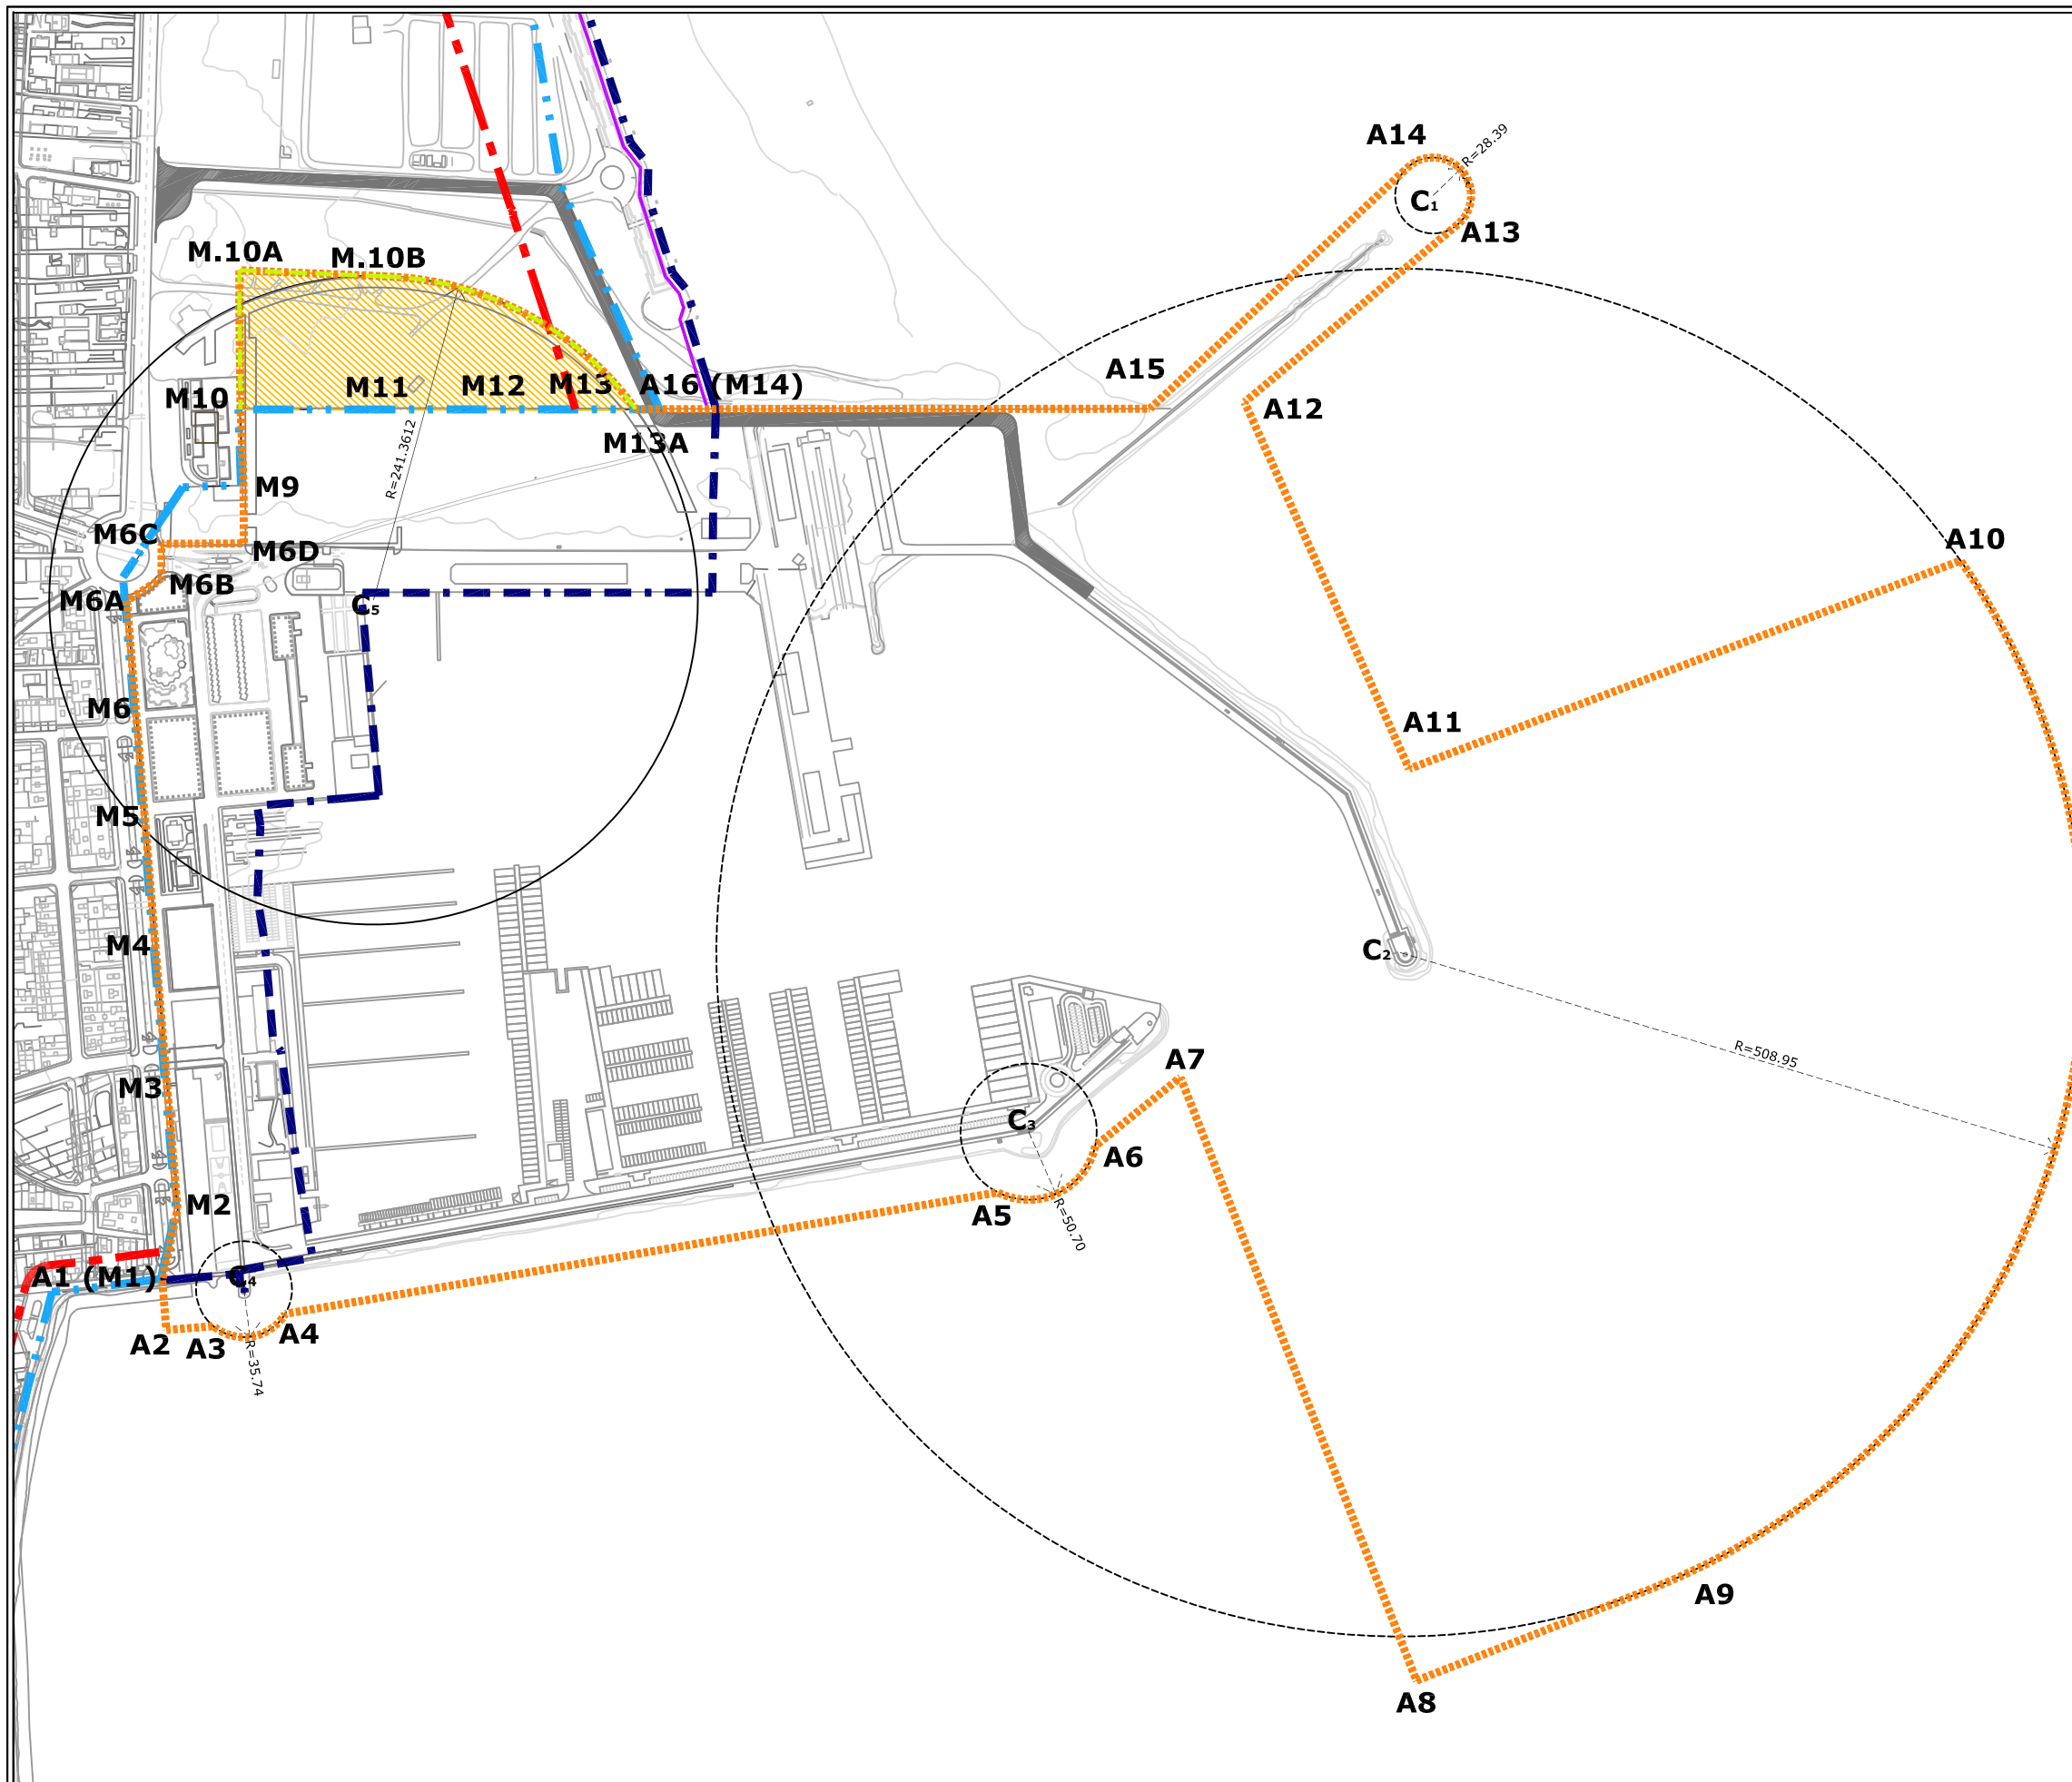 A14
R=28.39
C₁
A13
M.10A
M.10B
A15
M10
M11
M12
M13
A16 (M14)
A12
M13A
R=241.3612
M9
M6C
M6D
A10
M6B
M6A
C₅
M6
A11
M5
M4
C₂
R=508.95
A7
M3
C₃
A6
M2
A5
R=50.70
A1 (M1)
C₄
A2
A3
A4
R=35.74
A9
A8